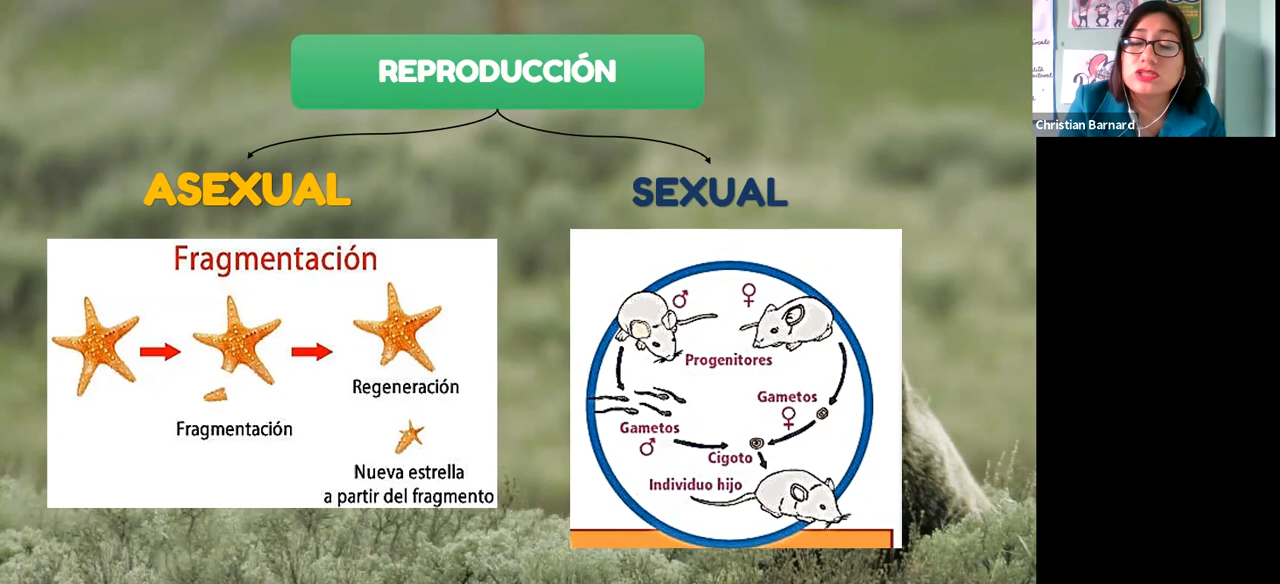 REPRODUCCIÓN
ASEXUAL
SEXUAL
Fragmentación
Fragmentación
Regeneración
Nueva estrella
a partir del fragmento
♂
♀
Progenitores
Gametos
♀
Gametos
♂
Cigoto
Individuo hijo
Christian Barnard